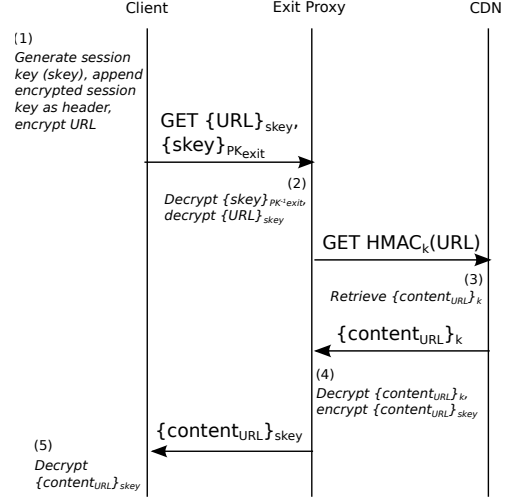 Client Exit Proxy CDN
(1)
Generate session
key (skey), append
encrypted session
key as header,
encrypt URL
GET {URL}skey,
{skey}PKexit
(2)
Decrypt {skey}PK-1exit,
decrypt {URL}skey
GET HMACk(URL)
(3)
Retrieve {contentURL}k
{contentURL}k
(4)
Decrypt {contentURL}k,
encrypt {contentURL}skey
{contentURL}skey
(5)
Decrypt
{contentURL}skey